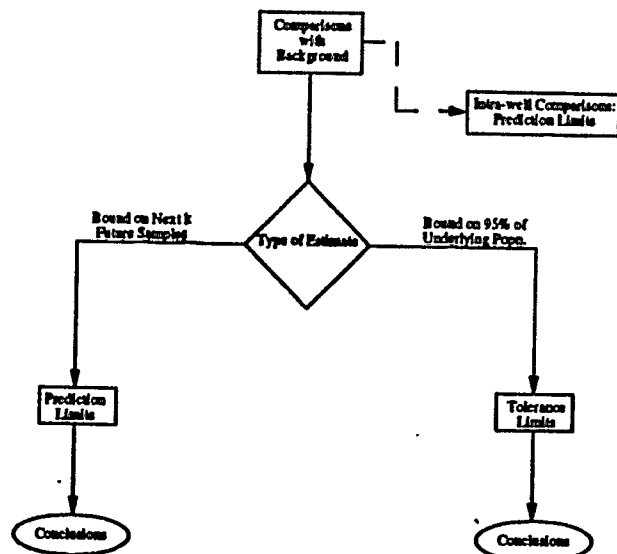 Comparisons
with
Background
Intra-well Comparisons:
Prediction Limits
Bound on Next k
Future Samples
Type of Estimate
Bound on 95% of
Underlying Popn.
Prediction
Limits
Tolerance
Limits
Conclusions
Conclusions